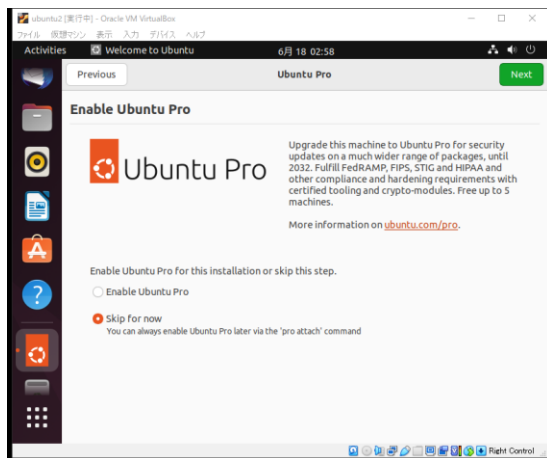 ubuntu2 [実行中] - Oracle VM VirtualBox
ファイル 仮想マシン 表示 入力 デバイス ヘルプ
Activities Welcome to Ubuntu 6月 18 02:58
Previous Ubuntu Pro Next
Enable Ubuntu Pro
Ubuntu Pro
Upgrade this machine to Ubuntu Pro for security
updates on a much wider range of packages, until
2032. Fulfill FedRAMP, FIPS, STIG and HIPAA and
other compliance and hardening requirements with
certified tooling and crypto-modules. Free up to 5
machines.
More information on ubuntu.com/pro.
Enable Ubuntu Pro for this installation or skip this step.
Enable Ubuntu Pro
Skip for now
You can always enable Ubuntu Pro later via the 'pro attach' command
Right Control